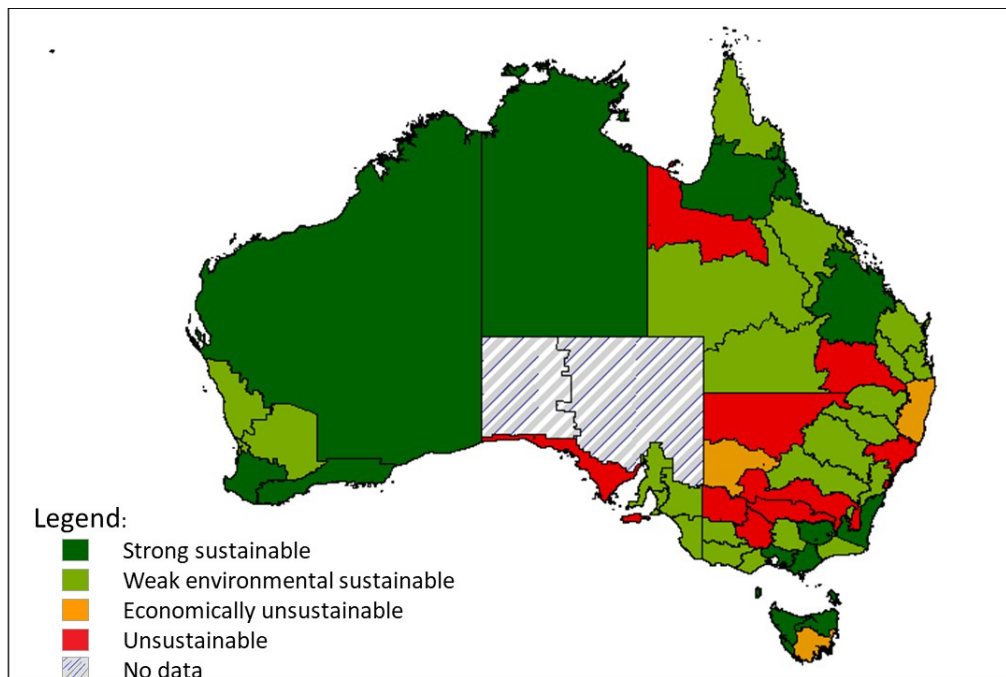 Legend:
Strong sustainable
Weak environmental sustainable
Economically unsustainable
Unsustainable
No data